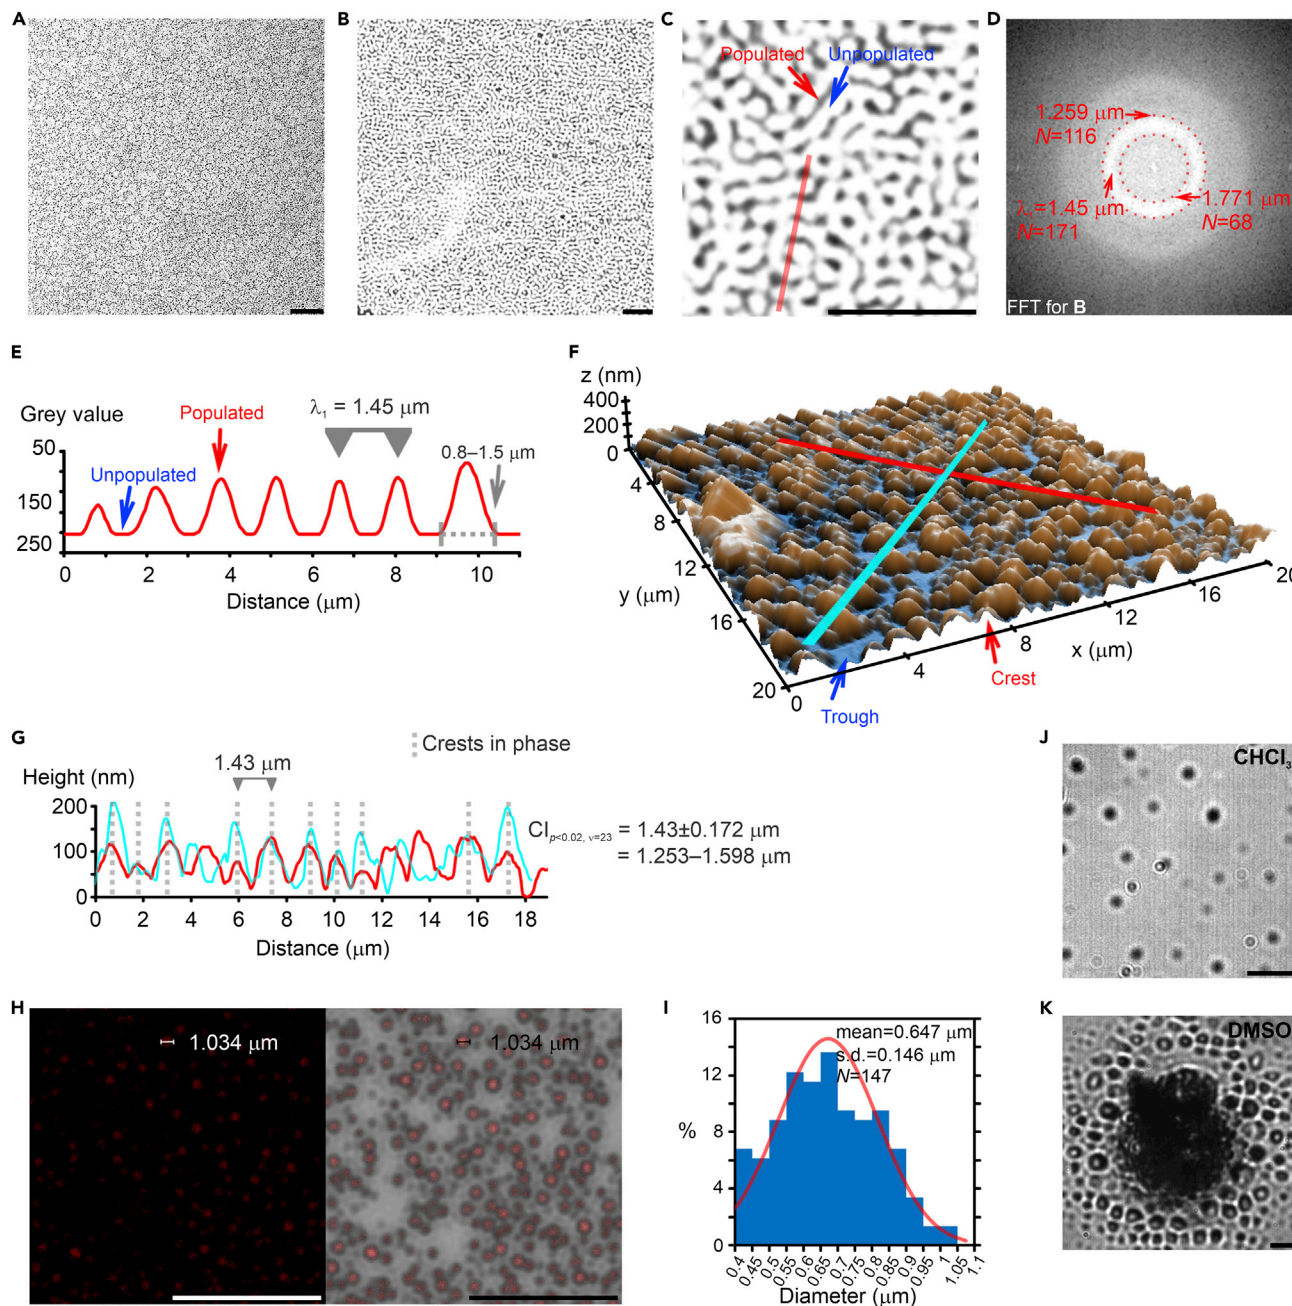 A
B
C
Populated
Unpopulated
D
1.259 μm
N=116
λ₁=1.45 μm
N=171
1.771 μm
N=68
FFT for B
E
Grey value
50
150
250
Populated
Unpopulated
λ₁ = 1.45 μm
0.8–1.5 μm
0 2 4 6 8 10
Distance (μm)
F
z (nm)
400
200
0
0
4
8
12
16
20
y (μm)
0
4
8
12
16
20
x (μm)
Crest
Trough
G
Crests in phase
1.43 μm
Height (nm)
200
100
0
0 2 4 6 8 10 12 14 16 18
Distance (μm)
CI p<0.02, ν=23 = 1.43±0.172 μm
= 1.253–1.598 μm
H
1.034 μm
1.034 μm
I
16
12
%
8
4
0
mean=0.647 μm
s.d.=0.146 μm
N=147
0.4 0.45 0.5 0.55 0.6 0.65 0.7 0.75 0.8 0.85 0.9 0.95 1 1.05 1.1
Diameter (μm)
J
CHCl₃
K
DMSO